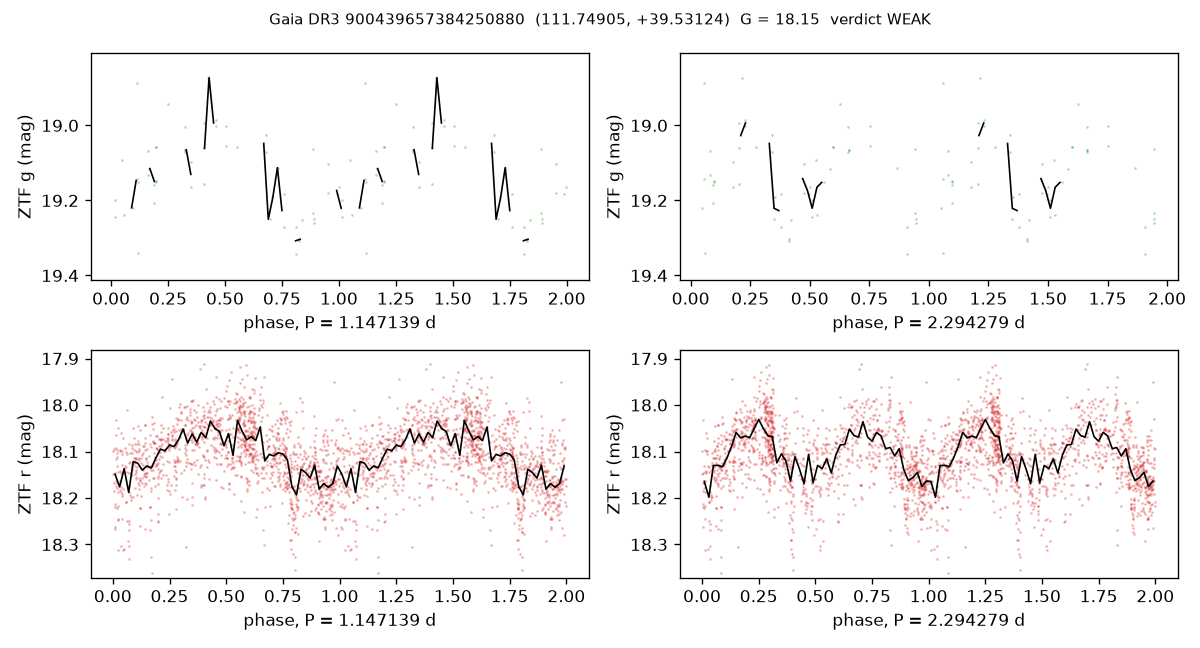 Gaia DR3 900439657384250880 (111.74905, +39.53124) G = 18.15 verdict WEAK
ZTF g (mag)
19.0
19.2
19.4
0.00 0.25 0.50 0.75 1.00 1.25 1.50 1.75 2.00
phase, P = 1.147139 d
ZTF g (mag)
19.0
19.2
19.4
0.00 0.25 0.50 0.75 1.00 1.25 1.50 1.75 2.00
phase, P = 2.294279 d
ZTF r (mag)
17.9
18.0
18.1
18.2
18.3
0.00 0.25 0.50 0.75 1.00 1.25 1.50 1.75 2.00
phase, P = 1.147139 d
ZTF r (mag)
17.9
18.0
18.1
18.2
18.3
0.00 0.25 0.50 0.75 1.00 1.25 1.50 1.75 2.00
phase, P = 2.294279 d